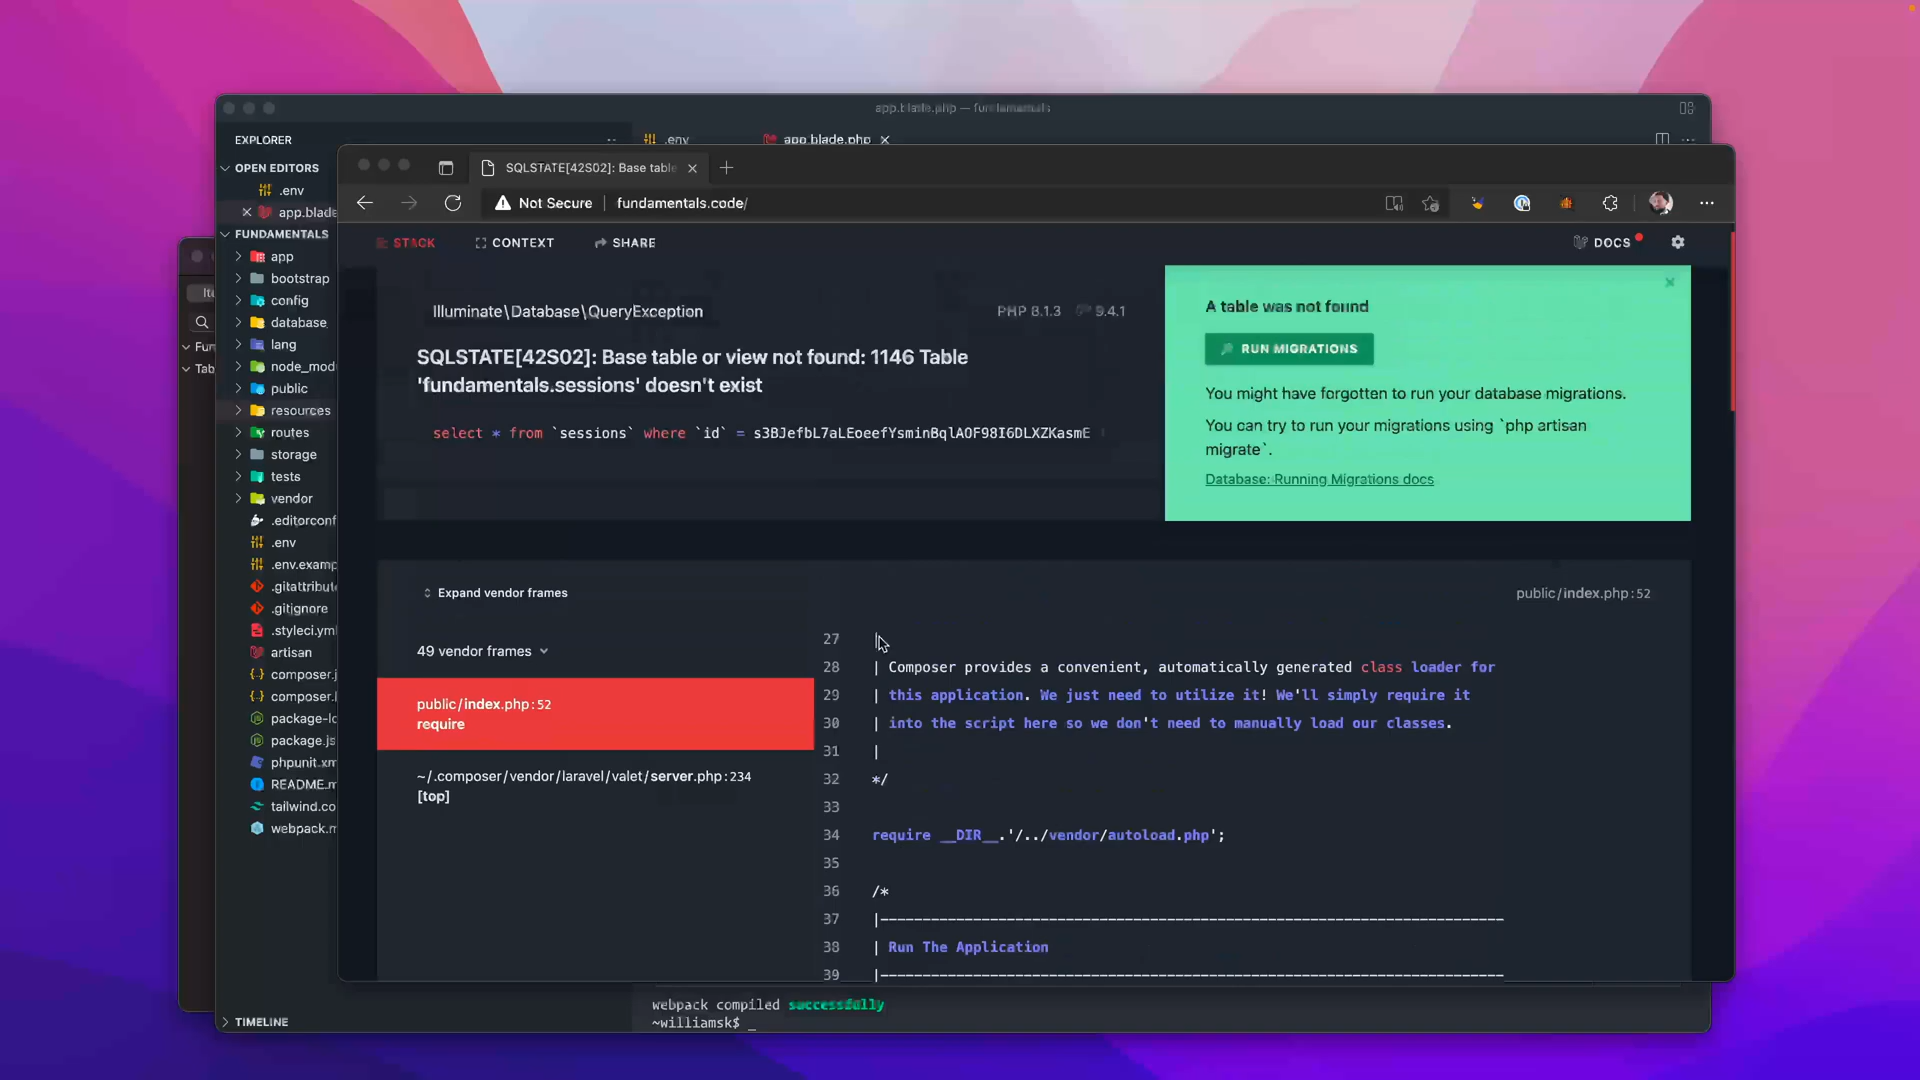 app.blade.php — fundamentals
EXPLORER
.env
app.blade.php
OPEN EDITORS
.env
app.blade
FUNDAMENTALS
app
bootstrap
config
database
lang
node_mod
public
resources
routes
storage
tests
vendor
.editorconf
.env
.env.examp
.gitattribut
.gitignore
.styleci.yml
artisan
composer.j
composer.l
package-lo
package.js
phpunit.xm
README.m
tailwind.co
webpack.m
TIMELINE
Fun
Tab
SQLSTATE[42S02]: Base table
Not Secure
fundamentals.code/
STACK
CONTEXT
SHARE
DOCS
Illuminate\Database\QueryException
PHP 8.1.3
9.4.1
SQLSTATE[42S02]: Base table or view not found: 1146 Table
'fundamentals.sessions' doesn't exist
select * from `sessions` where `id` = s3BJefbL7aLEoeefYsminBqlAOF98I6DLXZKasmE
A table was not found
RUN MIGRATIONS
You might have forgotten to run your database migrations.
You can try to run your migrations using `php artisan
migrate`.
Database: Running Migrations docs
Expand vendor frames
public/index.php:52
49 vendor frames
public/index.php:52
require
~/.composer/vendor/laravel/valet/server.php:234
[top]
27 |
28 | Composer provides a convenient, automatically generated class loader for
29 | this application. We just need to utilize it! We'll simply require it
30 | into the script here so we don't need to manually load our classes.
31 |
32 */
33
34 require __DIR__.'/../vendor/autoload.php';
35
36 /*
37 |--------------------------------------------------------------------------
38 | Run The Application
39 |--------------------------------------------------------------------------
webpack compiled successfully
~williamsk$ _